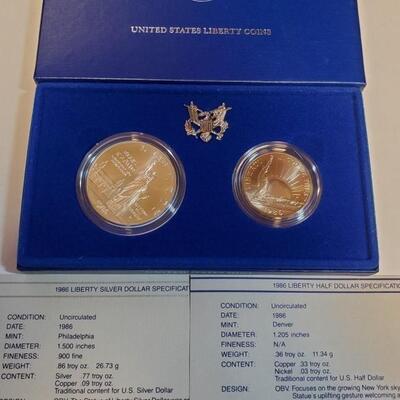 UNITED STATES LIBERTY COINS
LIBERTY
1986
1986 LIBERTY SILVER DOLLAR SPECIFICAT
CONDITION: Uncirculated
DATE: 1986
MINT: Philadelphia
DIAMETER: 1.500 inches
FINENESS: .900 fine
WEIGHT: .86 troy oz. 26.73 g
CONTENT: Silver .77 troy oz.
Copper .09 troy oz.
Traditional content for U.S. Silver Dollar
1986 LIBERTY HALF DOLLAR SPECIFICATIO
CONDITION: Uncirculated
DATE: 1986
MINT: Denver
DIAMETER: 1.205 inches
FINENESS: N/A
WEIGHT: .36 troy oz. 11.34 g
CONTENT: Copper .33 troy oz.
Nickel .03 troy oz.
Traditional content for U.S. Half Dollar
DESIGN: OBV. Focuses on the growing New York sky
Statue's uplifting gesture welcoming a